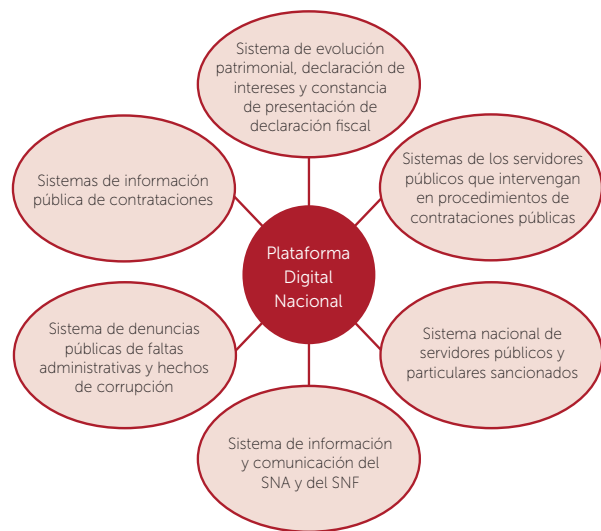 Sistema de evolución
patrimonial, declaración de
intereses y constancia
de presentación de
declaración fiscal
Sistemas de información
pública de contrataciones
Sistemas de los servidores
públicos que intervengan
en procedimientos de
contrataciones públicas
Plataforma
Digital
Nacional
Sistema de denuncias
públicas de faltas
administrativas y hechos
de corrupción
Sistema nacional de
servidores públicos y
particulares sancionados
Sistema de información
y comunicación del
SNA y del SNF